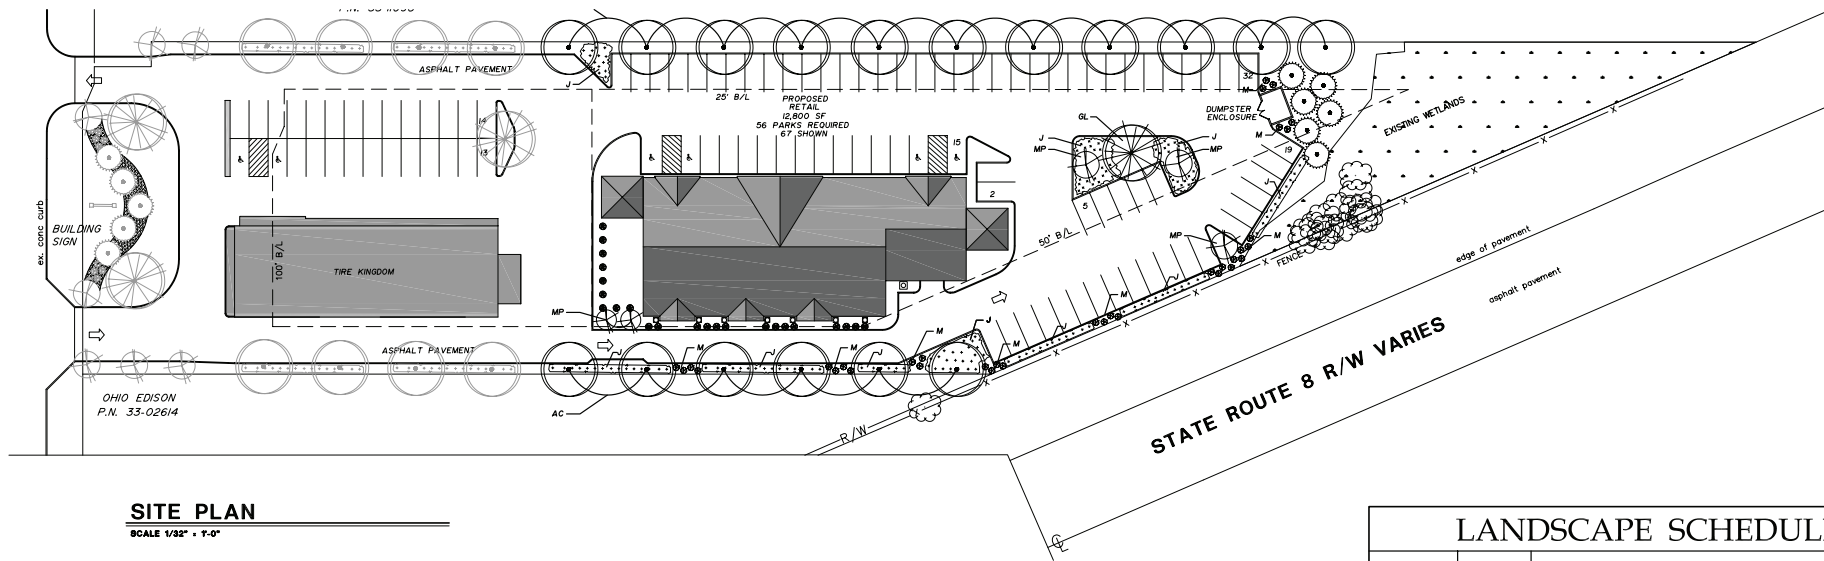 ASPHALT PAVEMENT
J
25' B/L
PROPOSED
RETAIL
12,800 SF
56 PARKS REQUIRED
67 SHOWN
32
M
DUMPSTER
ENCLOSURE
GL
EXISTING WETLANDS
14
13
15
J
MP
J
MP
M
19
J
2
5
ex. conc curb
BUILDING
SIGN
100' B/L
TIRE KINGDOM
50' B/L
MP
M
FENCE
edge of pavement
asphalt pavement
MP
J
M
J
M
J
M
ASPHALT PAVEMENT
J
M
J
M
J
STATE ROUTE 8 R/W VARIES
OHIO EDISON
P.N. 33-02614
AC
R/W
SITE PLAN
SCALE 1/32" = 1'-0"
LANDSCAPE SCHEDUL